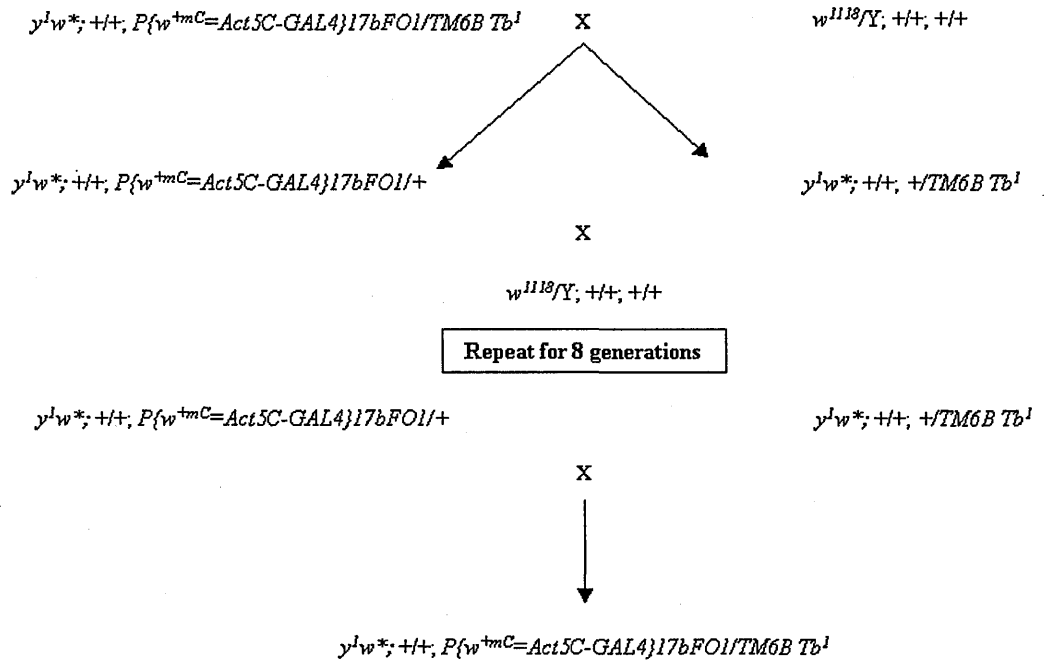 y¹w*; +/+; P{w⁺ᵐᶜ=Act5C-GAL4}17bFO1/TM6B Tb¹ X w¹¹¹⁸/Y; +/+; +/+
y¹w*; +/+; P{w⁺ᵐᶜ=Act5C-GAL4}17bFO1/+ y¹w*; +/+, +/TM6B Tb¹
X
w¹¹¹⁸/Y; +/+; +/+
Repeat for 8 generations
y¹w*; +/+; P{w⁺ᵐᶜ=Act5C-GAL4}17bFO1/+ y¹w*; +/+, +/TM6B Tb¹
X
y¹w*; +/+; P{w⁺ᵐᶜ=Act5C-GAL4}17bFO1/TM6B Tb¹